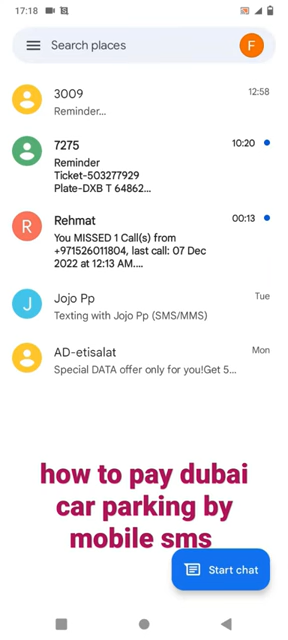 17:18
Search places
F
3009
12:58
Reminder...
7275
10:20
Reminder
Ticket-503277929
Plate-DXB T 64862...
R
Rehmat
00:13
You MISSED 1 Call(s) from
+971526011804, last call: 07 Dec
2022 at 12:13 AM....
J
Jojo Pp
Tue
Texting with Jojo Pp (SMS/MMS)
AD-etisalat
Mon
Special DATA offer only for you!Get 5...
how to pay dubai
car parking by
mobile sms
Start chat